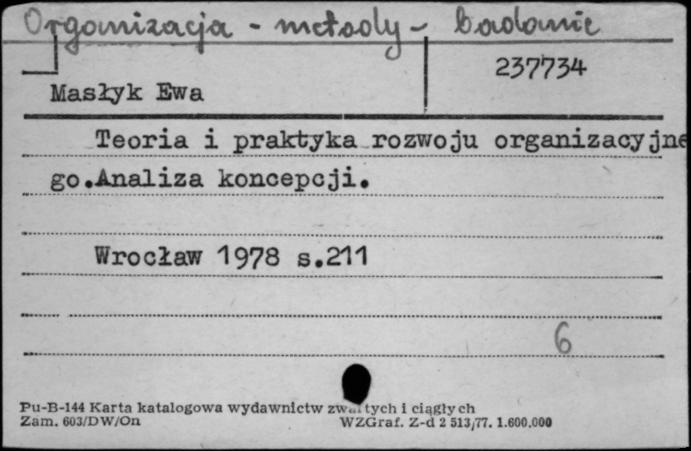 Organizacja - metody - badanie
237734
Masłyk Ewa
Teoria i praktyka rozwoju organizacyjne
go.Analiza koncepcji.
Wrocław 1978 s.211
6
Pu-B-144 Karta katalogowa wydawnictw zwartych i ciągłych
Zam. 603/DW/On WZGraf. Z-d 2 513/77. 1.600.000